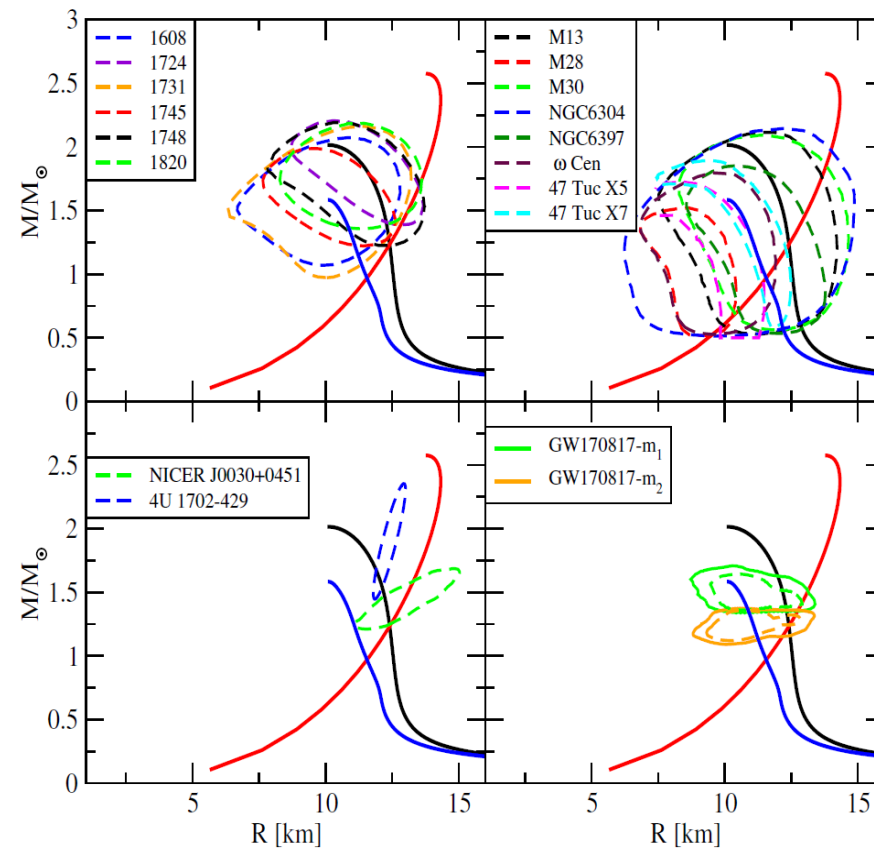 3
2.5
2
1.5
1
0.5
0
M/M☉
1608
1724
1731
1745
1748
1820
M13
M28
M30
NGC6304
NGC6397
ω Cen
47 Tuc X5
47 Tuc X7
2.5
2
1.5
1
0.5
0
M/M☉
NICER J0030+0451
4U 1702-429
GW170817-m₁
GW170817-m₂
5 10 15
R [km]
5 10 15
R [km]